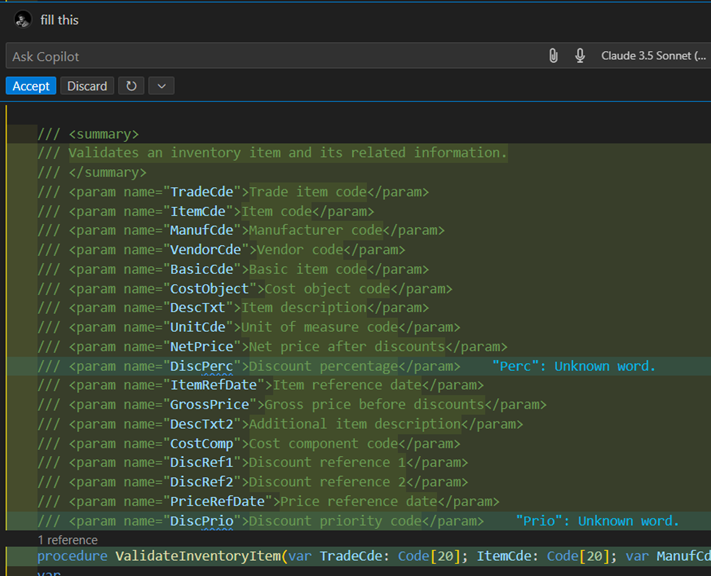 fill this
Ask Copilot
Claude 3.5 Sonnet (...
Accept
Discard
/// <summary>
/// Validates an inventory item and its related information.
/// </summary>
/// <param name="TradeCde">Trade item code</param>
/// <param name="ItemCde">Item code</param>
/// <param name="ManufCde">Manufacturer code</param>
/// <param name="VendorCde">Vendor code</param>
/// <param name="BasicCde">Basic item code</param>
/// <param name="CostObject">Cost object code</param>
/// <param name="DescTxt">Item description</param>
/// <param name="UnitCde">Unit of measure code</param>
/// <param name="NetPrice">Net price after discounts</param>
/// <param name="DiscPerc">Discount percentage</param> "Perc": Unknown word.
/// <param name="ItemRefDate">Item reference date</param>
/// <param name="GrossPrice">Gross price before discounts</param>
/// <param name="DescTxt2">Additional item description</param>
/// <param name="CostComp">Cost component code</param>
/// <param name="DiscRef1">Discount reference 1</param>
/// <param name="DiscRef2">Discount reference 2</param>
/// <param name="PriceRefDate">Price reference date</param>
/// <param name="DiscPrio">Discount priority code</param> "Prio": Unknown word.
1 reference
procedure ValidateInventoryItem(var TradeCde: Code[20]; ItemCde: Code[20]; var ManufCd
var